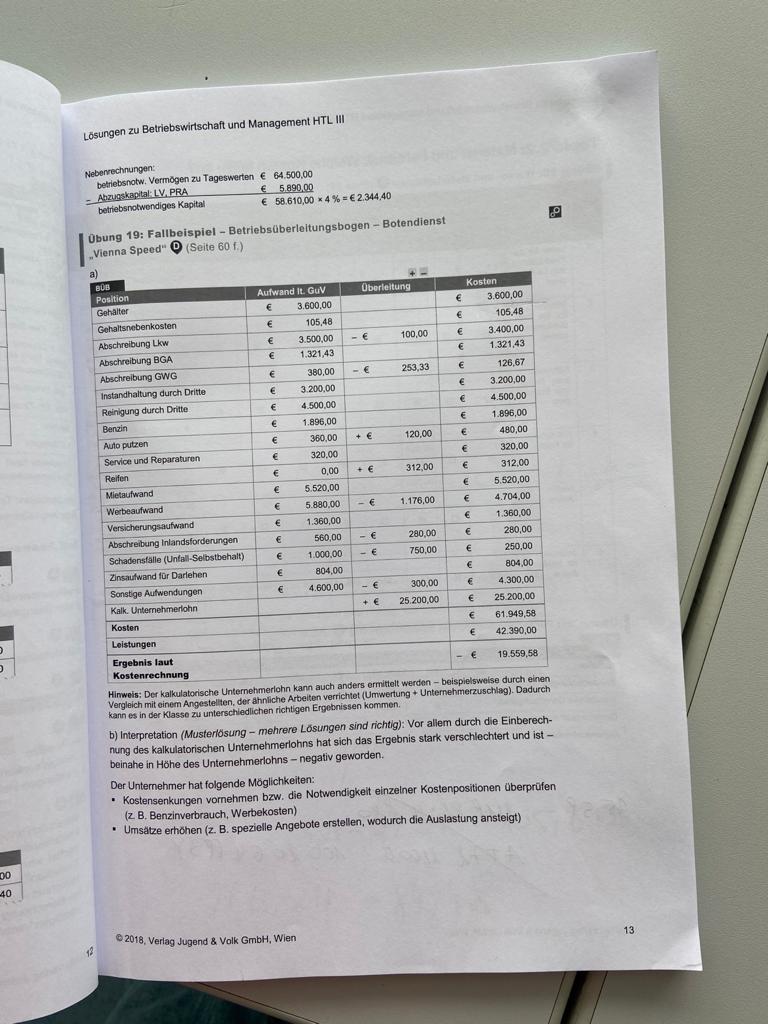 Lösungen zu Betriebswirtschaft und Management HTL III
Nebenrechnungen:
betriebsnotw. Vermögen zu Tageswerten € 64.500,00
– Abzugskapital: LV, PRA € 5.890,00
betriebsnotwendiges Kapital € 58.610,00 × 4 % = € 2.344,40
Übung 19: Fallbeispiel – Betriebsüberleitungsbogen – Botendienst
„Vienna Speed“ D (Seite 60 f.)
a)
+ –
BÜB
Position Aufwand lt. GuV Überleitung Kosten
Gehälter € 3.600,00 € 3.600,00
Gehaltsnebenkosten € 105,48 € 105,48
Abschreibung Lkw € 3.500,00 – € 100,00 € 3.400,00
Abschreibung BGA € 1.321,43 € 1.321,43
Abschreibung GWG € 380,00 – € 253,33 € 126,67
Instandhaltung durch Dritte € 3.200,00 € 3.200,00
Reinigung durch Dritte € 4.500,00 € 4.500,00
Benzin € 1.896,00 € 1.896,00
Auto putzen € 360,00 + € 120,00 € 480,00
Service und Reparaturen € 320,00 € 320,00
Reifen € 0,00 + € 312,00 € 312,00
Mietaufwand € 5.520,00 € 5.520,00
Werbeaufwand € 5.880,00 – € 1.176,00 € 4.704,00
Versicherungsaufwand € 1.360,00 € 1.360,00
Abschreibung Inlandsforderungen € 560,00 – € 280,00 € 280,00
Schadensfälle (Unfall-Selbstbehalt) € 1.000,00 – € 750,00 € 250,00
Zinsaufwand für Darlehen € 804,00 € 804,00
Sonstige Aufwendungen € 4.600,00 – € 300,00 € 4.300,00
Kalk. Unternehmerlohn + € 25.200,00 € 25.200,00
Kosten € 61.949,58
Leistungen € 42.390,00
Ergebnis laut
Kostenrechnung – € 19.559,58
Hinweis: Der kalkulatorische Unternehmerlohn kann auch anders ermittelt werden – beispielsweise durch einen
Vergleich mit einem Angestellten, der ähnliche Arbeiten verrichtet (Umwertung + Unternehmerzuschlag). Dadurch
kann es in der Klasse zu unterschiedlichen richtigen Ergebnissen kommen.
b) Interpretation (Musterlösung – mehrere Lösungen sind richtig): Vor allem durch die Einberech-
nung des kalkulatorischen Unternehmerlohns hat sich das Ergebnis stark verschlechtert und ist –
beinahe in Höhe des Unternehmerlohns – negativ geworden.
Der Unternehmer hat folgende Möglichkeiten:
▪ Kostensenkungen vornehmen bzw. die Notwendigkeit einzelner Kostenpositionen überprüfen
(z. B. Benzinverbrauch, Werbekosten)
▪ Umsätze erhöhen (z. B. spezielle Angebote erstellen, wodurch die Auslastung ansteigt)
© 2018, Verlag Jugend & Volk GmbH, Wien
13
00
40
12